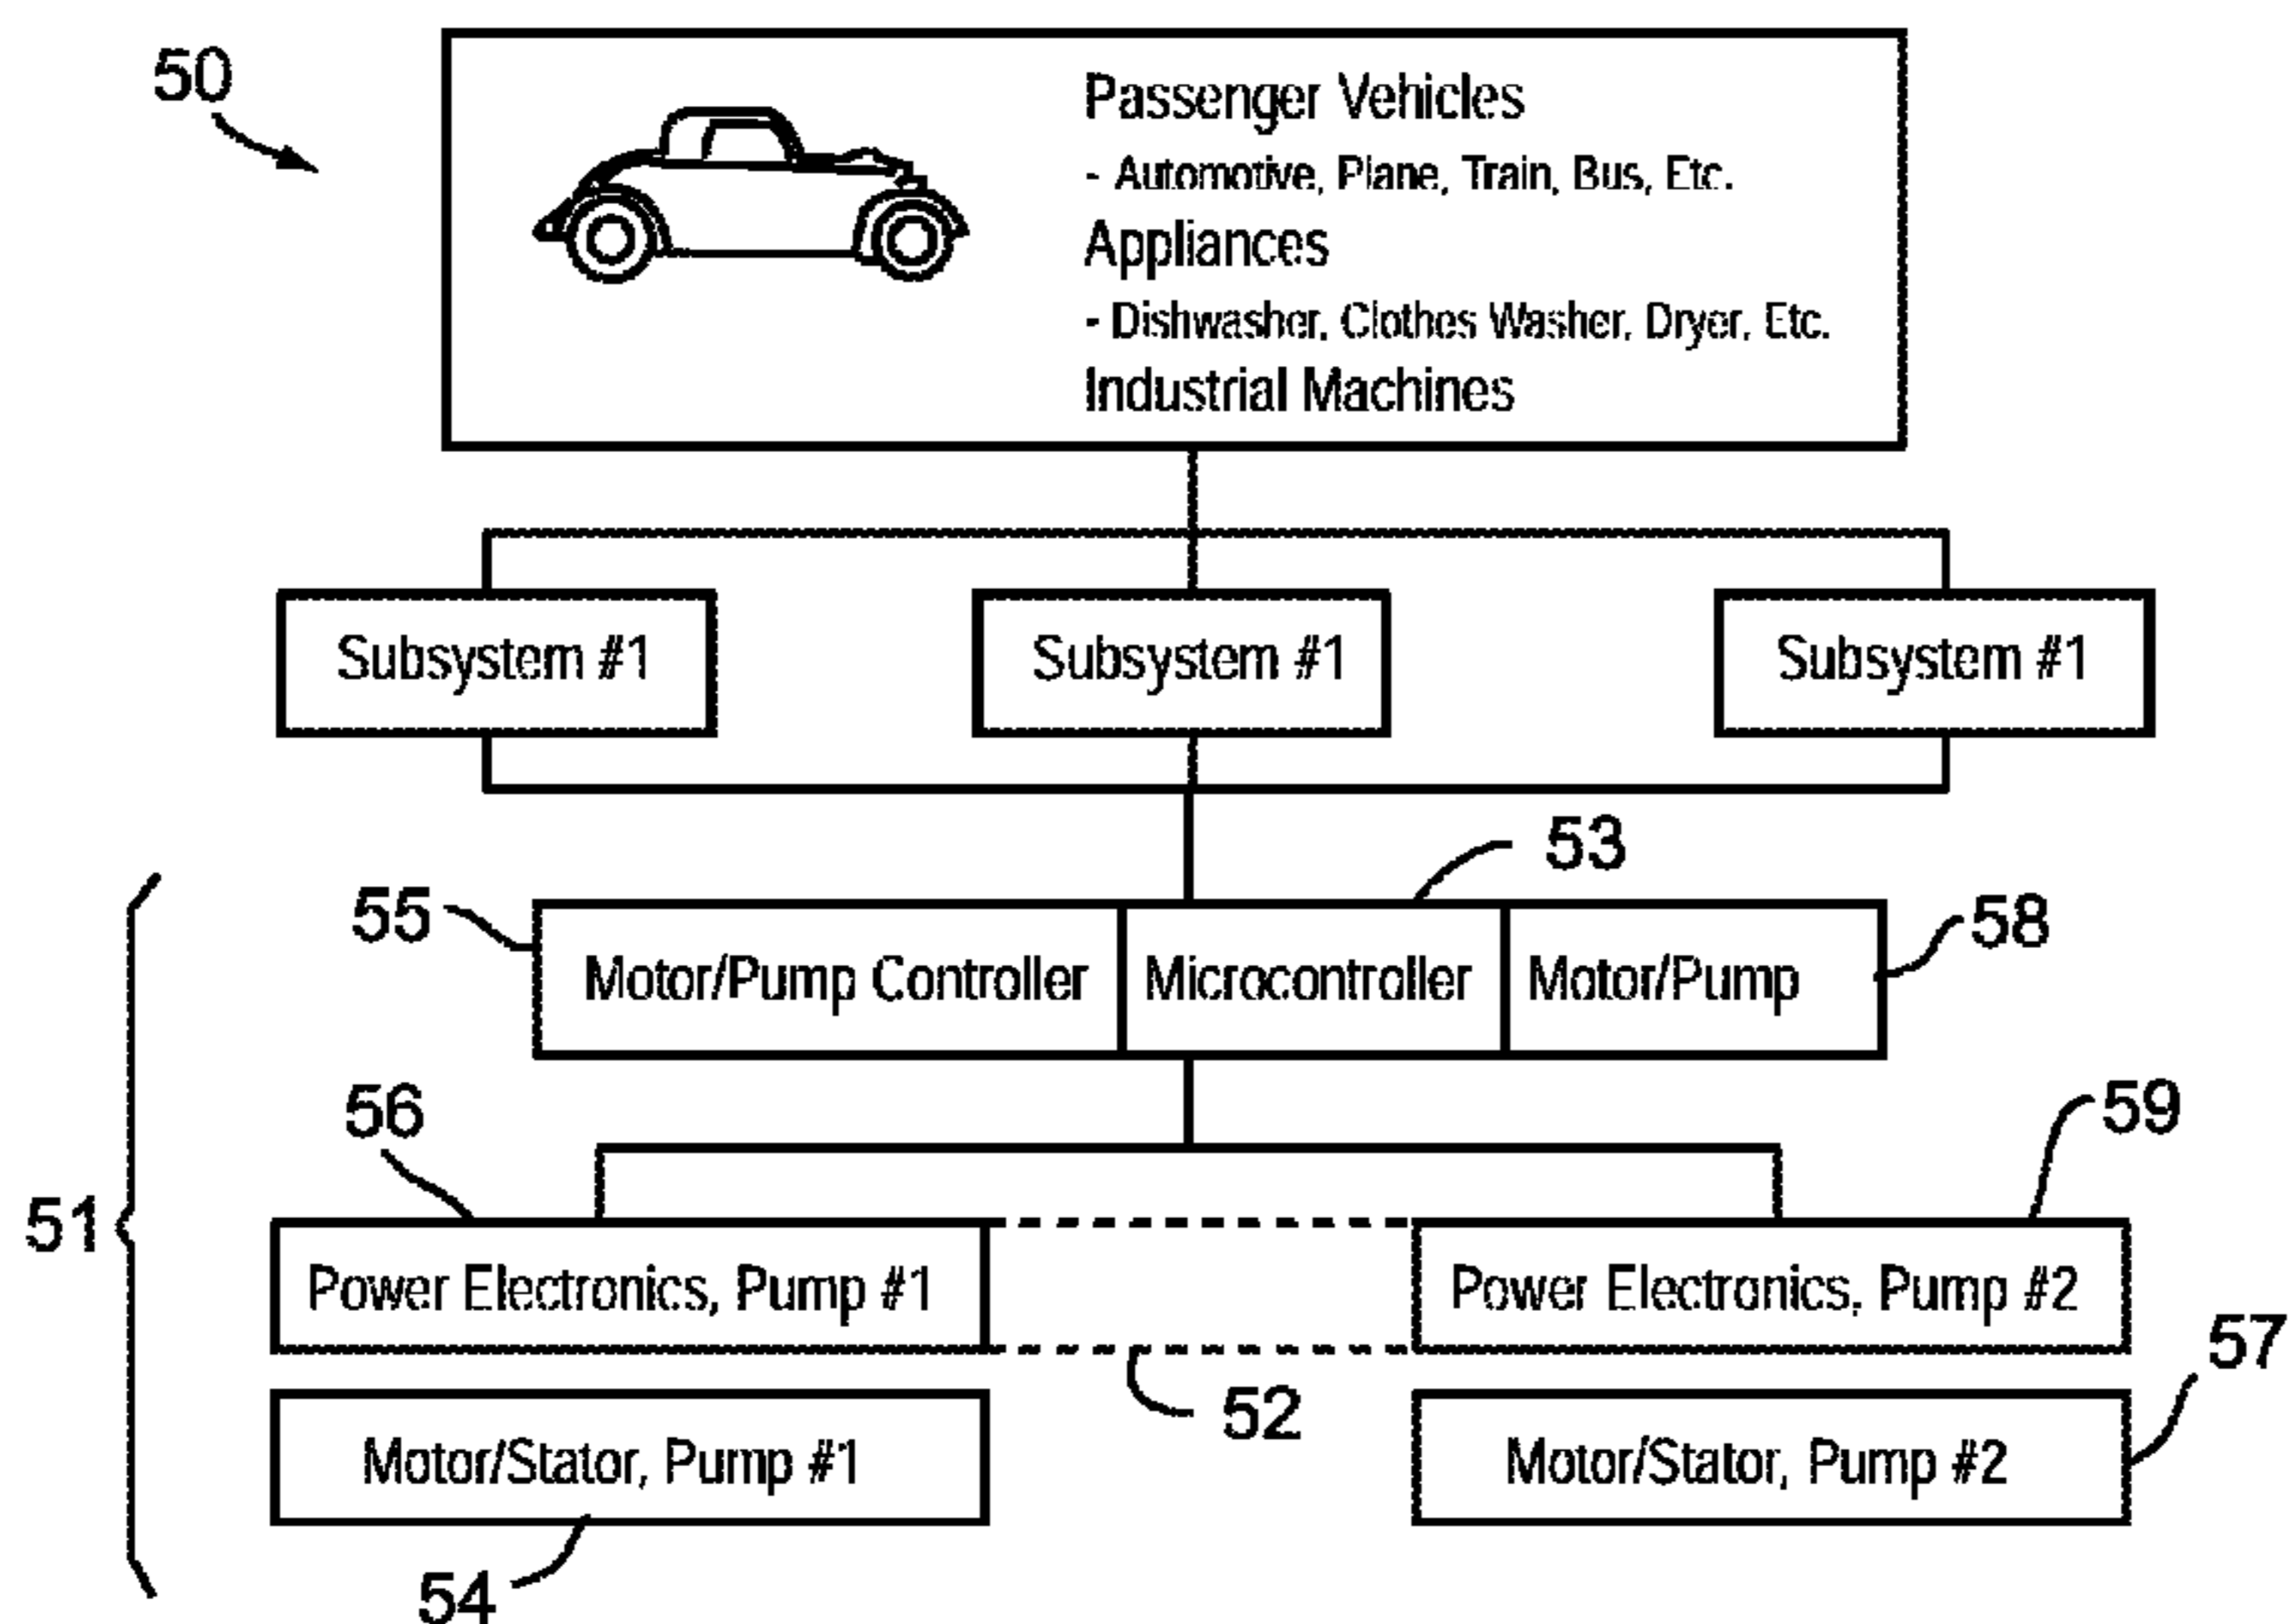 50
Passenger Vehicles
- Automotive, Plane, Train, Bus, Etc.
Appliances
- Dishwasher, Clothes Washer, Dryer, Etc.
Industrial Machines
Subsystem #1
Subsystem #1
Subsystem #1
53
55
58
Motor/Pump Controller
Microcontroller
Motor/Pump
56
59
51
Power Electronics, Pump #1
Power Electronics, Pump #2
57
52
Motor/Stator, Pump #1
Motor/Stator, Pump #2
54